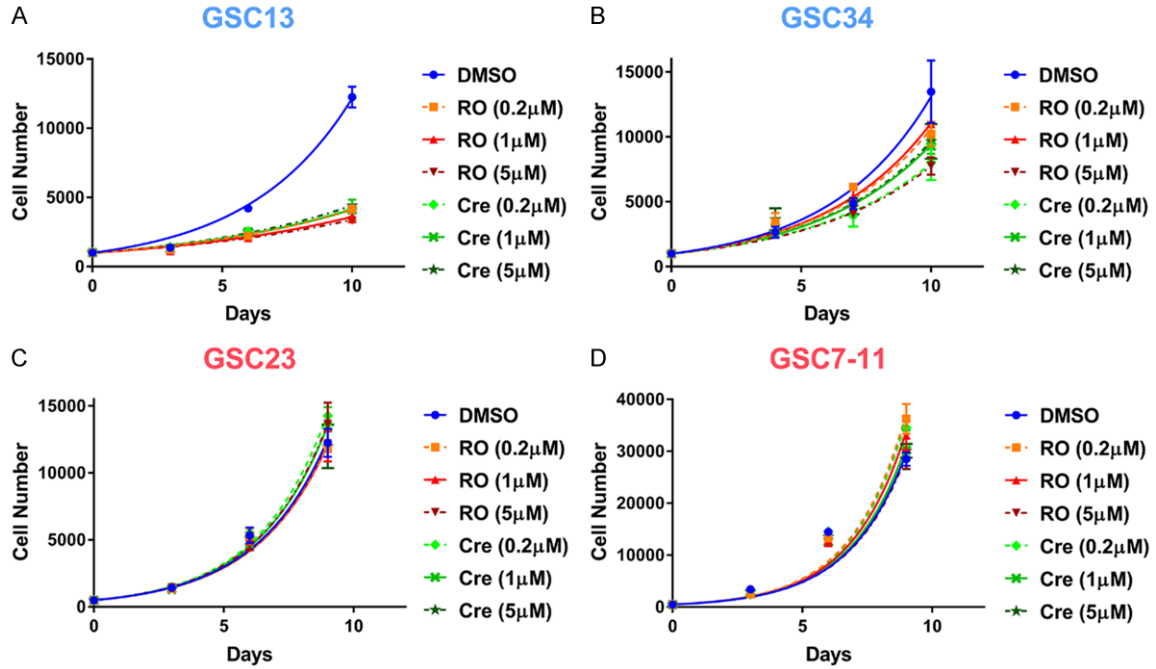 A
GSC13
Cell Number
15000
10000
5000
0
0
5
10
Days
DMSO
RO (0.2μM)
RO (1μM)
RO (5μM)
Cre (0.2μM)
Cre (1μM)
Cre (5μM)
B
GSC34
Cell Number
15000
10000
5000
0
0
5
10
Days
DMSO
RO (0.2μM)
RO (1μM)
RO (5μM)
Cre (0.2μM)
Cre (1μM)
Cre (5μM)
C
GSC23
Cell Number
15000
10000
5000
0
0
5
10
Days
DMSO
RO (0.2μM)
RO (1μM)
RO (5μM)
Cre (0.2μM)
Cre (1μM)
Cre (5μM)
D
GSC7-11
Cell Number
40000
30000
20000
10000
0
0
5
10
Days
DMSO
RO (0.2μM)
RO (1μM)
RO (5μM)
Cre (0.2μM)
Cre (1μM)
Cre (5μM)